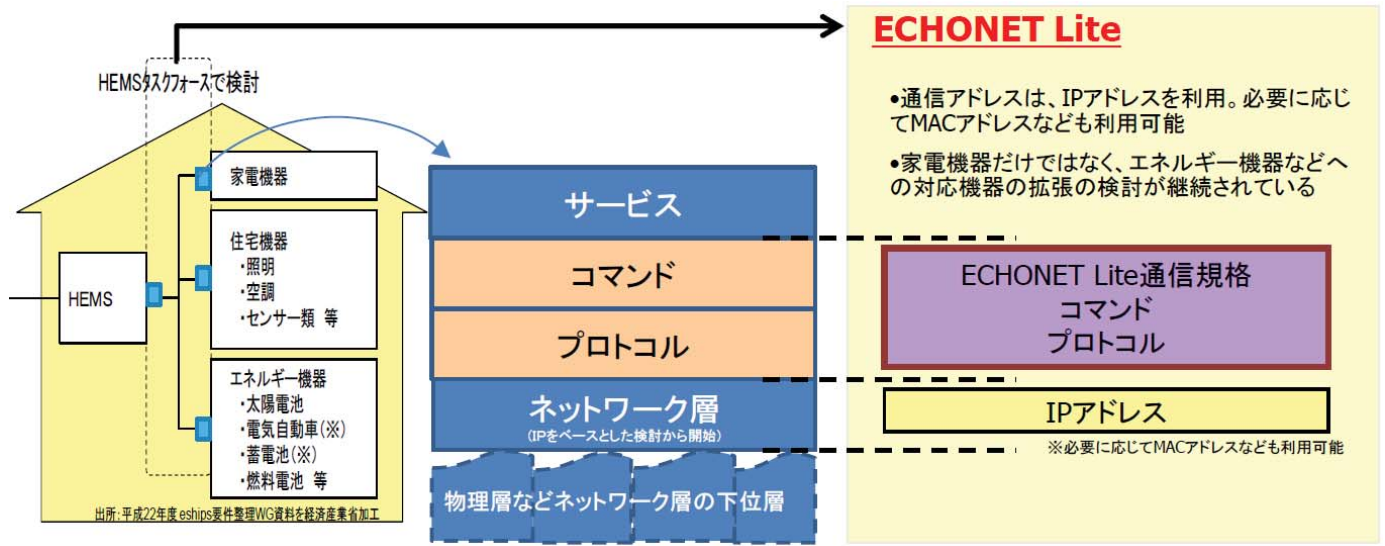 HEMSタスクフォースで検討
HEMS
家電機器
住宅機器
・照明
・空調
・センサー類 等
エネルギー機器
・太陽電池
・電気自動車(※)
・蓄電池(※)
・燃料電池 等
出所:平成22年度eships要件整理WG資料を経済産業省加工
サービス
コマンド
プロトコル
ネットワーク層
(IPをベースとした検討から開始)
物理層などネットワーク層の下位層
ECHONET Lite
•通信アドレスは、IPアドレスを利用。必要に応じ
てMACアドレスなども利用可能
•家電機器だけではなく、エネルギー機器などへ
の対応機器の拡張の検討が継続されている
ECHONET Lite通信規格
コマンド
プロトコル
IPアドレス
※必要に応じてMACアドレスなども利用可能